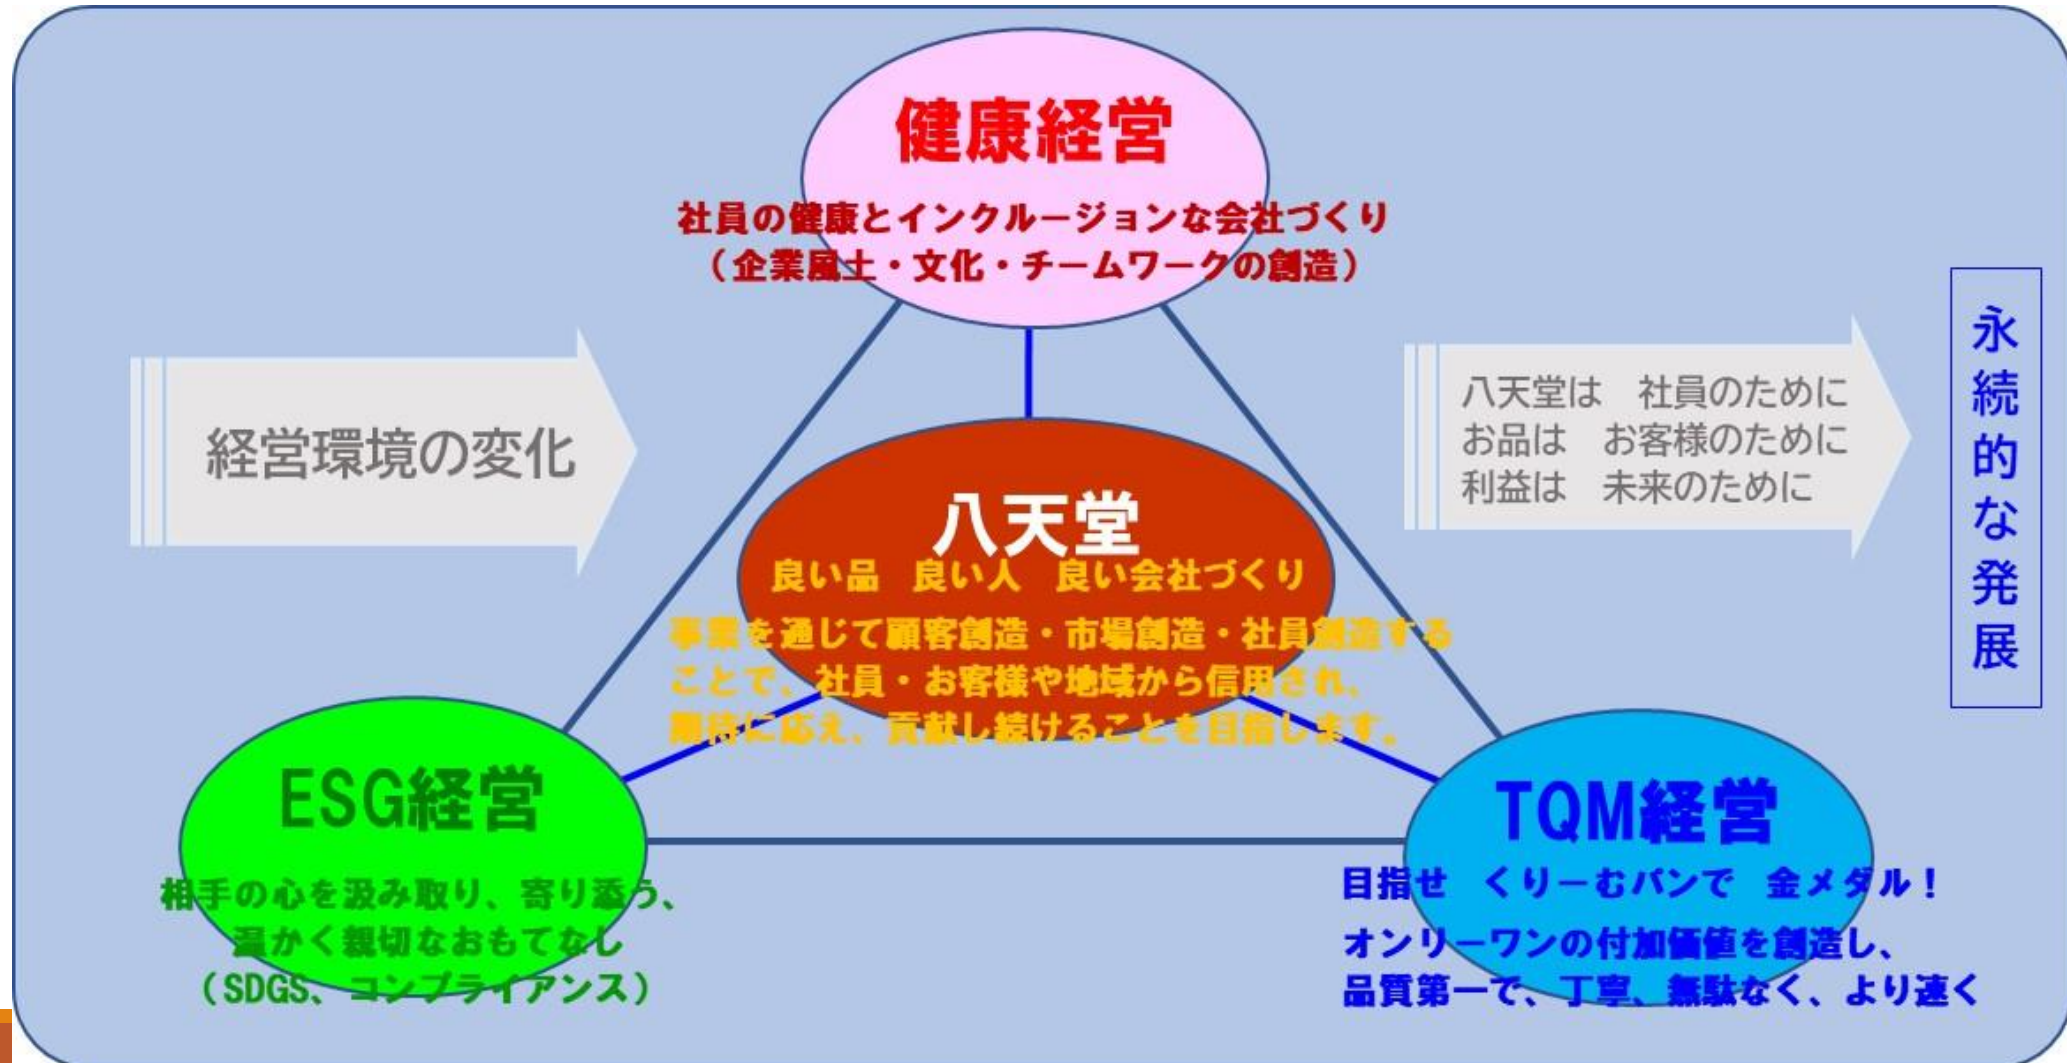 健康経営
社員の健康とインクルージョンな会社づくり
（企業風土・文化・チームワークの創造）
経営環境の変化
八天堂は　社員のために
お品は　お客様のために
利益は　未来のために
永続的な発展
八天堂
良い品　良い人　良い会社づくり
事業を通じて顧客創造・市場創造・社員創造する
ことで、社員・お客様や地域から信用され、
期待に応え、貢献し続けることを目指します。
ESG経営
相手の心を汲み取り、寄り添う、
温かく親切なおもてなし
（SDGS、コンプライアンス）
TQM経営
目指せ　くりーむパンで　金メダル！
オンリーワンの付加価値を創造し、
品質第一で、丁寧、無駄なく、より速く